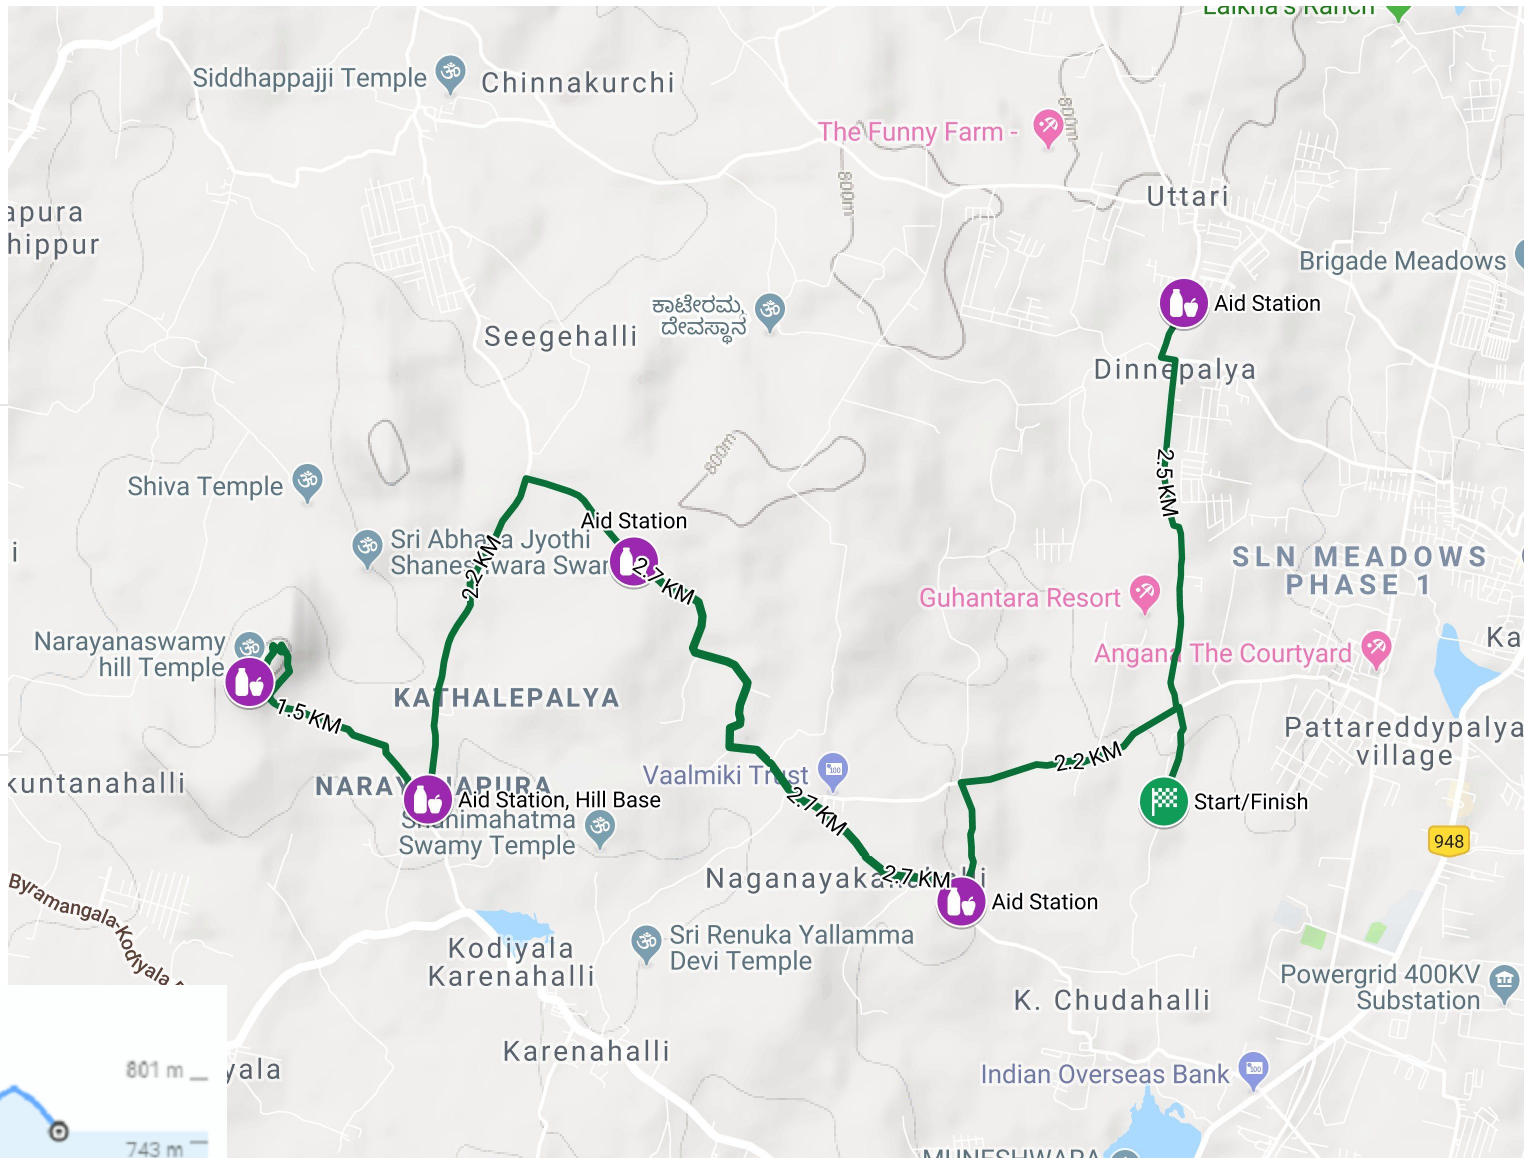 Laikha's Ranch
Siddhappajji Temple
Chinnakurchi
The Funny Farm -
800m
800m
Uttari
apura
hippur
Brigade Meadows
ಕಾಟೇರಮ್ಮ
ದೇವಸ್ಥಾನ
Seegehalli
Aid Station
Dinnepalya
800m
2.5 KM
Shiva Temple
Aid Station
Sri Abhaya Jyothi
Shaneshwara Swam
2.2 KM
2.7 KM
SLN MEADOWS
PHASE 1
Guhantara Resort
Narayanaswamy
hill Temple
Angana The Courtyard
Ka
KATHALEPALYA
1.5 KM
Pattareddypalya
village
2.2 KM
kuntanahalli
NARAYANAPURA
Vaalmiki Trust
Aid Station, Hill Base
2.7 KM
Start/Finish
Shanimahatma
Swamy Temple
948
Naganayakanahalli
2.7 KM
Aid Station
Byramangala-Kodiyala
Kodiyala
Karenahalli
Sri Renuka Yallamma
Devi Temple
Powergrid 400KV
Substation
K. Chudahalli
Karenahalli
801 m
yala
Indian Overseas Bank
743 m
MUNESHWARA